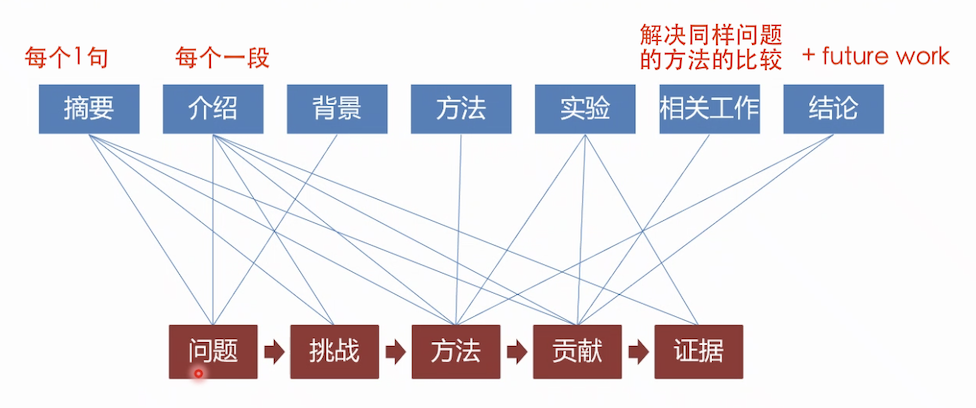 每个1句
每个一段
解决同样问题
的方法的比较
+ future work
摘要
介绍
背景
方法
实验
相关工作
结论
问题
挑战
方法
贡献
证据